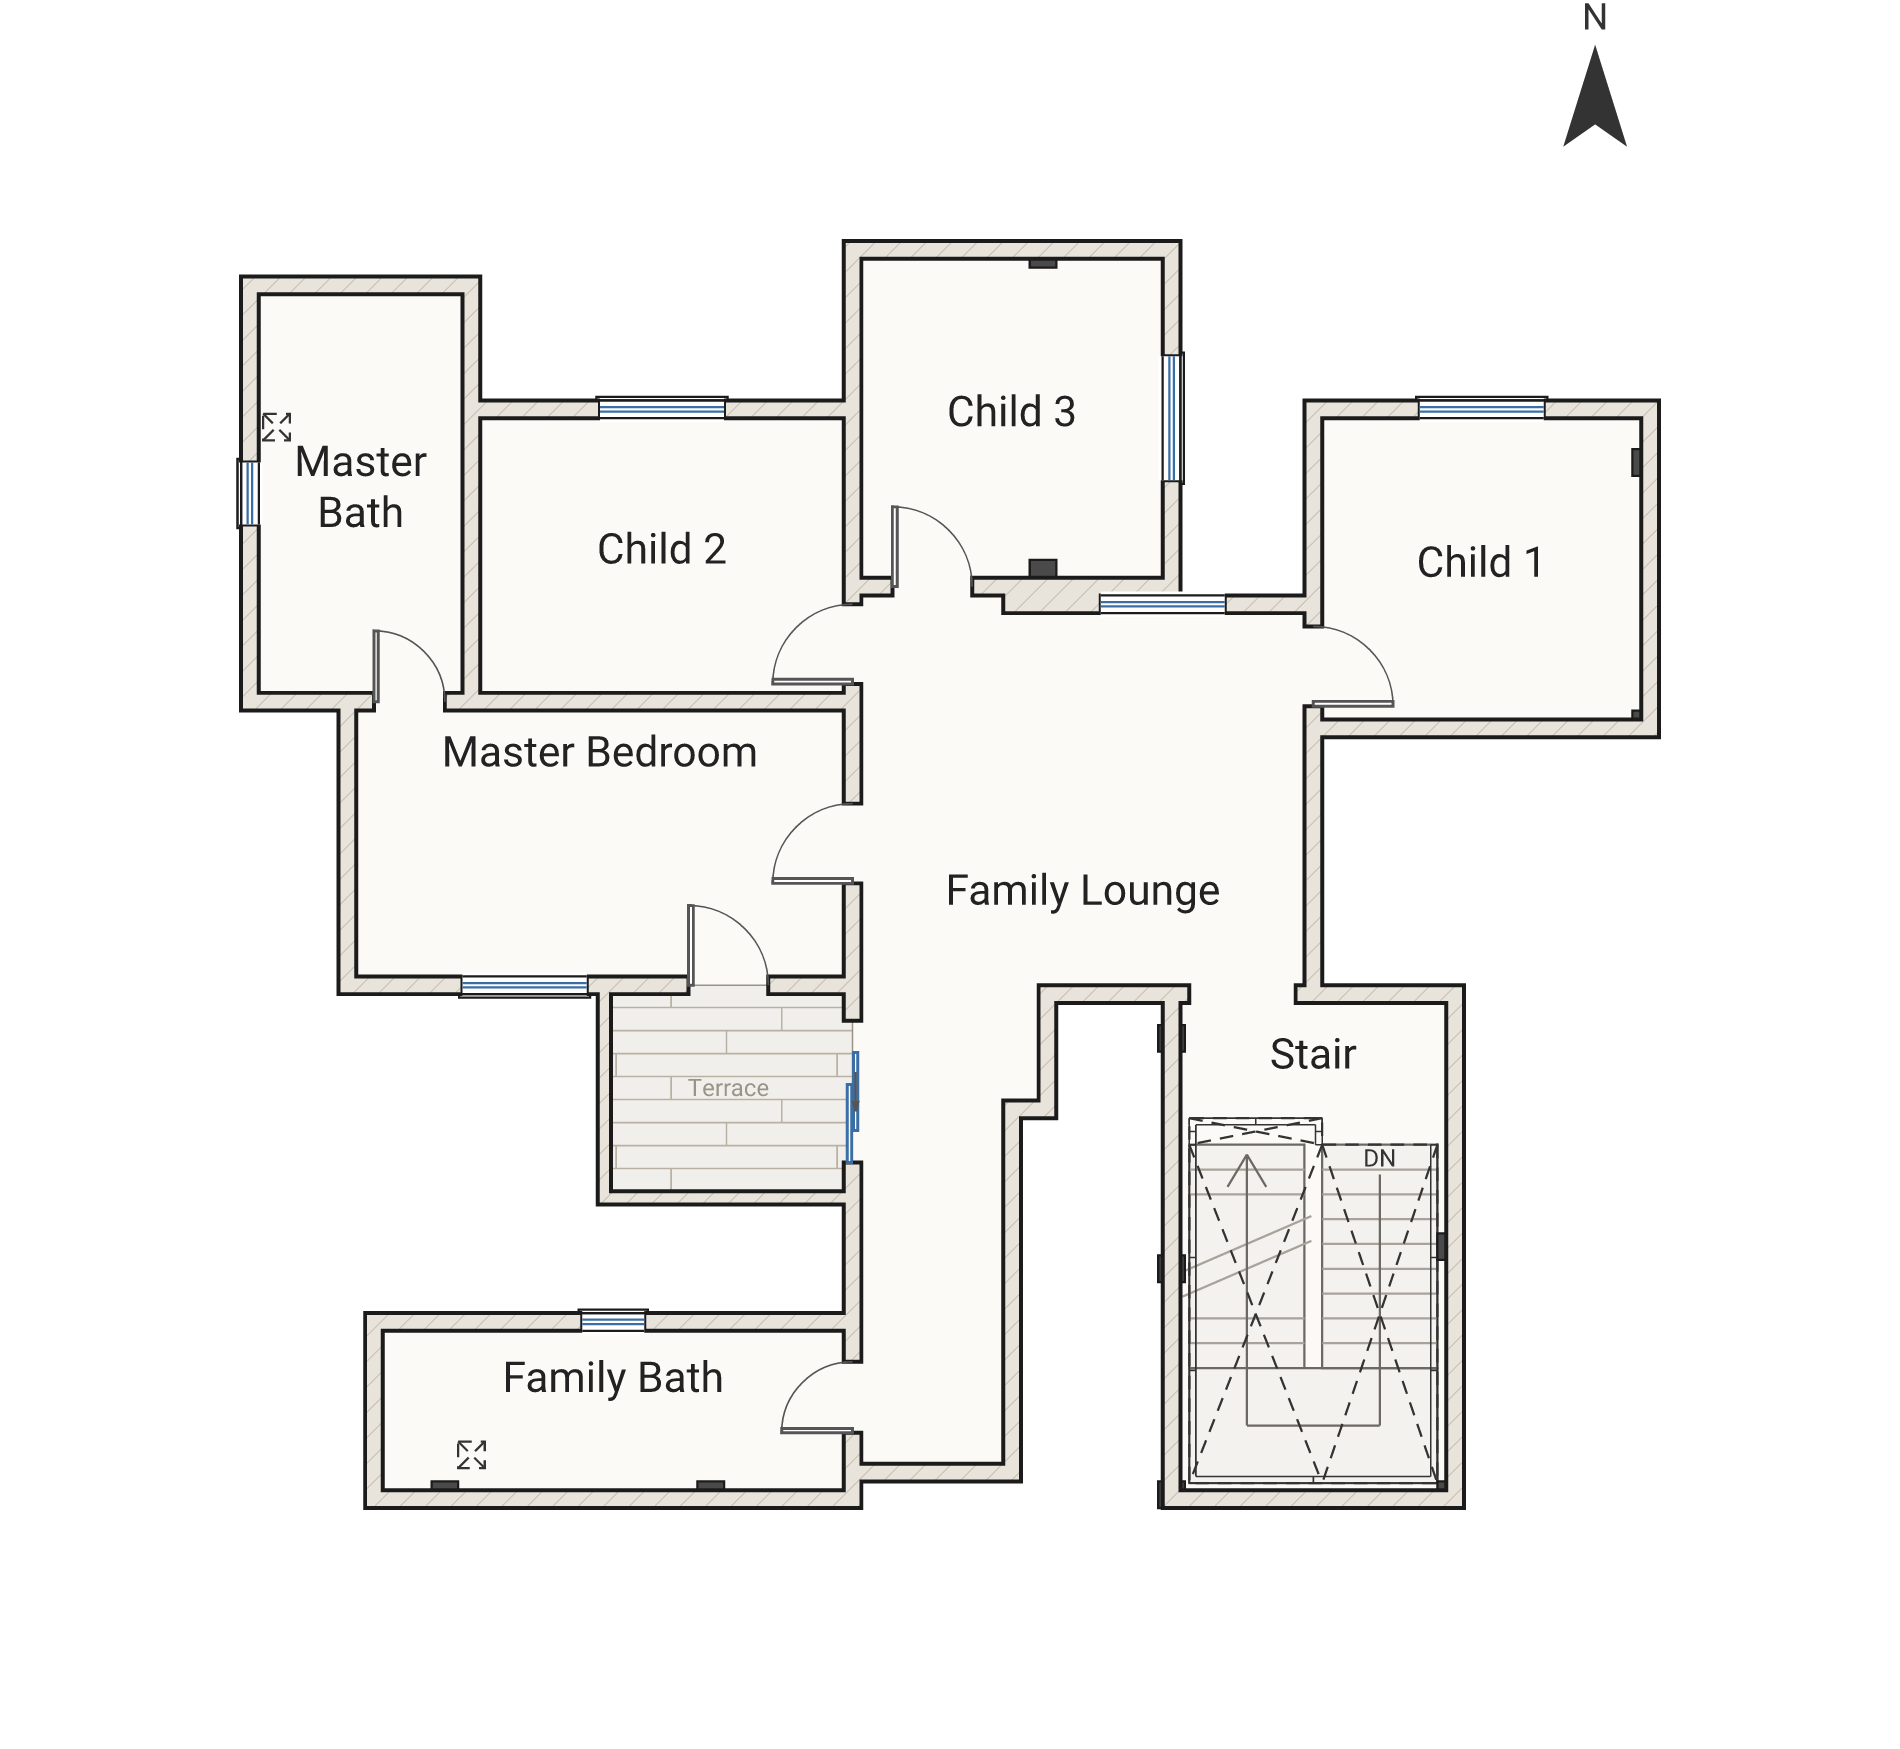 N
Child 3
Master
Bath
Child 2
Child 1
Master Bedroom
Family Lounge
Stair
Terrace
DN
Family Bath